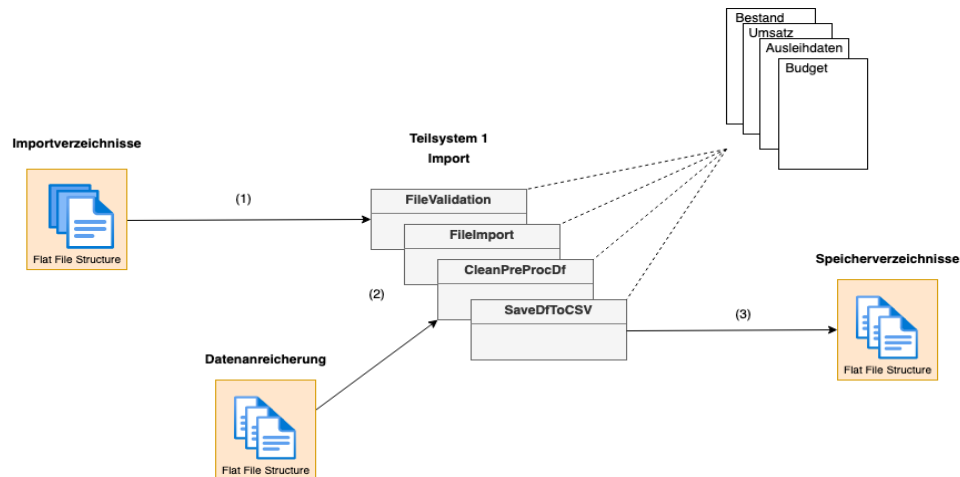 Bestand
Umsatz
Ausleihdaten
Budget
Teilsystem 1
Import
Importverzeichnisse
Flat File Structure
(1)
FileValidation
FileImport
CleanPreProcDf
SaveDfToCSV
(2)
(3)
Speicherverzeichnisse
Flat File Structure
Datenanreicherung
Flat File Structure